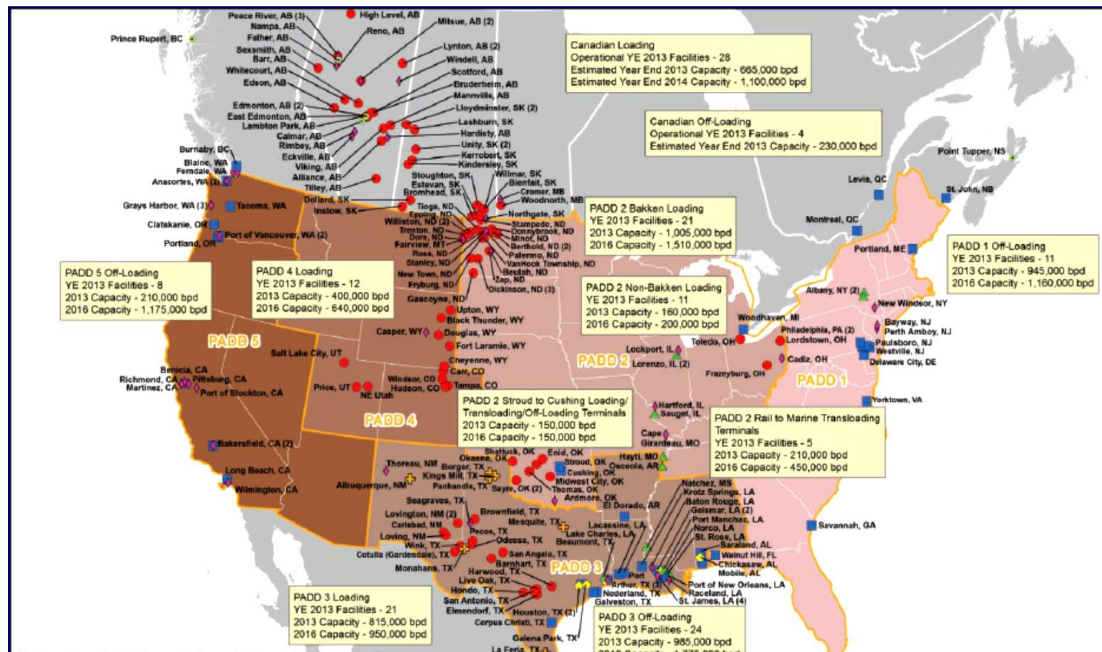 Peace River, AB (3)
High Level, AB
Mitsue, AB (2)
Nampa, AB
Reno, AB
Falher, AB
Prince Rupert, BC
Sexsmith, AB
Lynton, AB (2)
Barr, AB
Windell, AB
Whitecourt, AB
Scotford, AB
Edson, AB
Bruderheim, AB
Mannville, AB
Lloydminster, SK (2)
Edmonton, AB (2)
East Edmonton, AB
Lashburn, SK
Lambton Park, AB
Hardisty, AB
Calmar, AB
Unity, SK (2)
Rimbey, AB
Kerrobert, SK
Eckville, AB
Kindersley, SK
Viking, AB
Alliance, AB
Tilley, AB
Canadian Loading
Operational YE 2013 Facilities - 28
Estimated Year End 2013 Capacity - 665,000 bpd
Estimated Year End 2014 Capacity - 1,100,000 bpd
Canadian Off-Loading
Operational YE 2013 Facilities - 4
Estimated Year End 2013 Capacity - 230,000 bpd
Point Tupper, NS
Levis, QC
St. John, NB
Montreal, QC
Portland, ME
Burnaby, BC
Blaine, WA
Ferndale, WA
Anacortes, WA (2)
Grays Harbor, WA (3)
Tacoma, WA
Clatskanie, OR
Port of Vancouver, WA (2)
Portland, OR
Stoughton, SK
Willmar, SK
Estevan, SK
Bienfait, SK
Bromhead, SK
Cromer, MB
Dollard, SK
Woodnorth, MB
Instow, SK
Tioga, ND
Northgate, SK
Epping, ND
Stampede, ND
Williston, ND (2)
Donnybrook, ND
Trenton, ND
Minot, ND
Dore, ND
Berthold, ND (2)
Fairview, MT
Palermo, ND
Ross, ND
VanHook Township, ND
Stanley, ND
Beulah, ND
New Town, ND
Zap, ND
Fryburg, ND
Dickinson, ND (3)
Gascoyne, ND
PADD 2 Bakken Loading
YE 2013 Facilities - 21
2013 Capacity - 1,005,000 bpd
2016 Capacity - 1,510,000 bpd
PADD 1 Off-Loading
YE 2013 Facilities - 11
2013 Capacity - 945,000 bpd
2016 Capacity - 1,160,000 bpd
PADD 5 Off-Loading
YE 2013 Facilities - 8
2013 Capacity - 210,000 bpd
2016 Capacity - 1,175,000 bpd
PADD 4 Loading
YE 2013 Facilities - 12
2013 Capacity - 400,000 bpd
2016 Capacity - 640,000 bpd
PADD 2 Non-Bakken Loading
YE 2013 Facilities - 11
2013 Capacity - 160,000 bpd
2016 Capacity - 200,000 bpd
Albany, NY (2)
New Windsor, NY
Woodhaven, MI
Bayway, NJ
Perth Amboy, NJ
Philadelphia, PA (2)
Paulsboro, NJ
Toledo, OH
Lordstown, OH
Westville, NJ
Delaware City, DE
Cadiz, OH
Frazeyburg, OH
Yorktown, VA
Upton, WY
Black Thunder, WY
Casper, WY
Douglas, WY
Fort Laramie, WY
Cheyenne, WY
Carr, CO
Windsor, CO
Hudson, CO
Tampa, CO
Salt Lake City, UT
Price, UT
NE Utah
PADD 5
PADD 4
PADD 2
PADD 1
Lockport, IL
Lorenzo, IL (2)
Hartford, IL
Sauget, IL
Cape
Girardeau, MO
Hayti, MO
Osceola, AR
Benicia, CA
Richmond, CA
Pittsburg, CA
Martinez, CA
Port of Stockton, CA
Bakersfield, CA (2)
Long Beach, CA
Wilmington, CA
PADD 2 Stroud to Cushing Loading/
Transloading/Off-Loading Terminals
2013 Capacity - 150,000 bpd
2016 Capacity - 150,000 bpd
PADD 2 Rail to Marine Transloading
Terminals
YE 2013 Facilities - 5
2013 Capacity - 210,000 bpd
2016 Capacity - 450,000 bpd
Shattuck, OK
Okeene, OK
Enid, OK
Thoreau, NM
Borger, TX
Stroud, OK
Kings Mill, TX
Cushing, OK
Albuquerque, NM
Panhandle, TX
Midwest City, OK
Sayre, OK (2)
Thomas, OK
Ardmore, OK
Seagraves, TX
Brownfield, TX
El Dorado, AR
Lovington, NM (2)
Mesquite, TX
Carlsbad, NM
Pecos, TX
Loving, NM
Odessa, TX
Wink, TX
Cotulla (Gardendale), TX
San Angelo, TX
Monahans, TX
Barnhart, TX
Harwood, TX
Live Oak, TX
Hondo, TX
San Antonio, TX
Elmendorf, TX
Houston, TX (2)
Corpus Christi, TX
Galena Park, TX
La Feria, TX
PADD 3
Natchez, MS
Krotz Springs, LA
Baton Rouge, LA
Geismar, LA (2)
Port Manchac, LA
Norco, LA
St. Rose, LA
Lacassine, LA
Lake Charles, LA
Beaumont, TX
Saraland, AL
Walnut Hill, FL
Chickasaw, AL
Mobile, AL
Savannah, GA
Port
Arthur, TX (3)
Port of New Orleans, LA
Nederland, TX
Raceland, LA
Galveston, TX
St. James, LA (4)
PADD 3 Loading
YE 2013 Facilities - 21
2013 Capacity - 815,000 bpd
2016 Capacity - 950,000 bpd
PADD 3 Off-Loading
YE 2013 Facilities - 24
2013 Capacity - 985,000 bpd